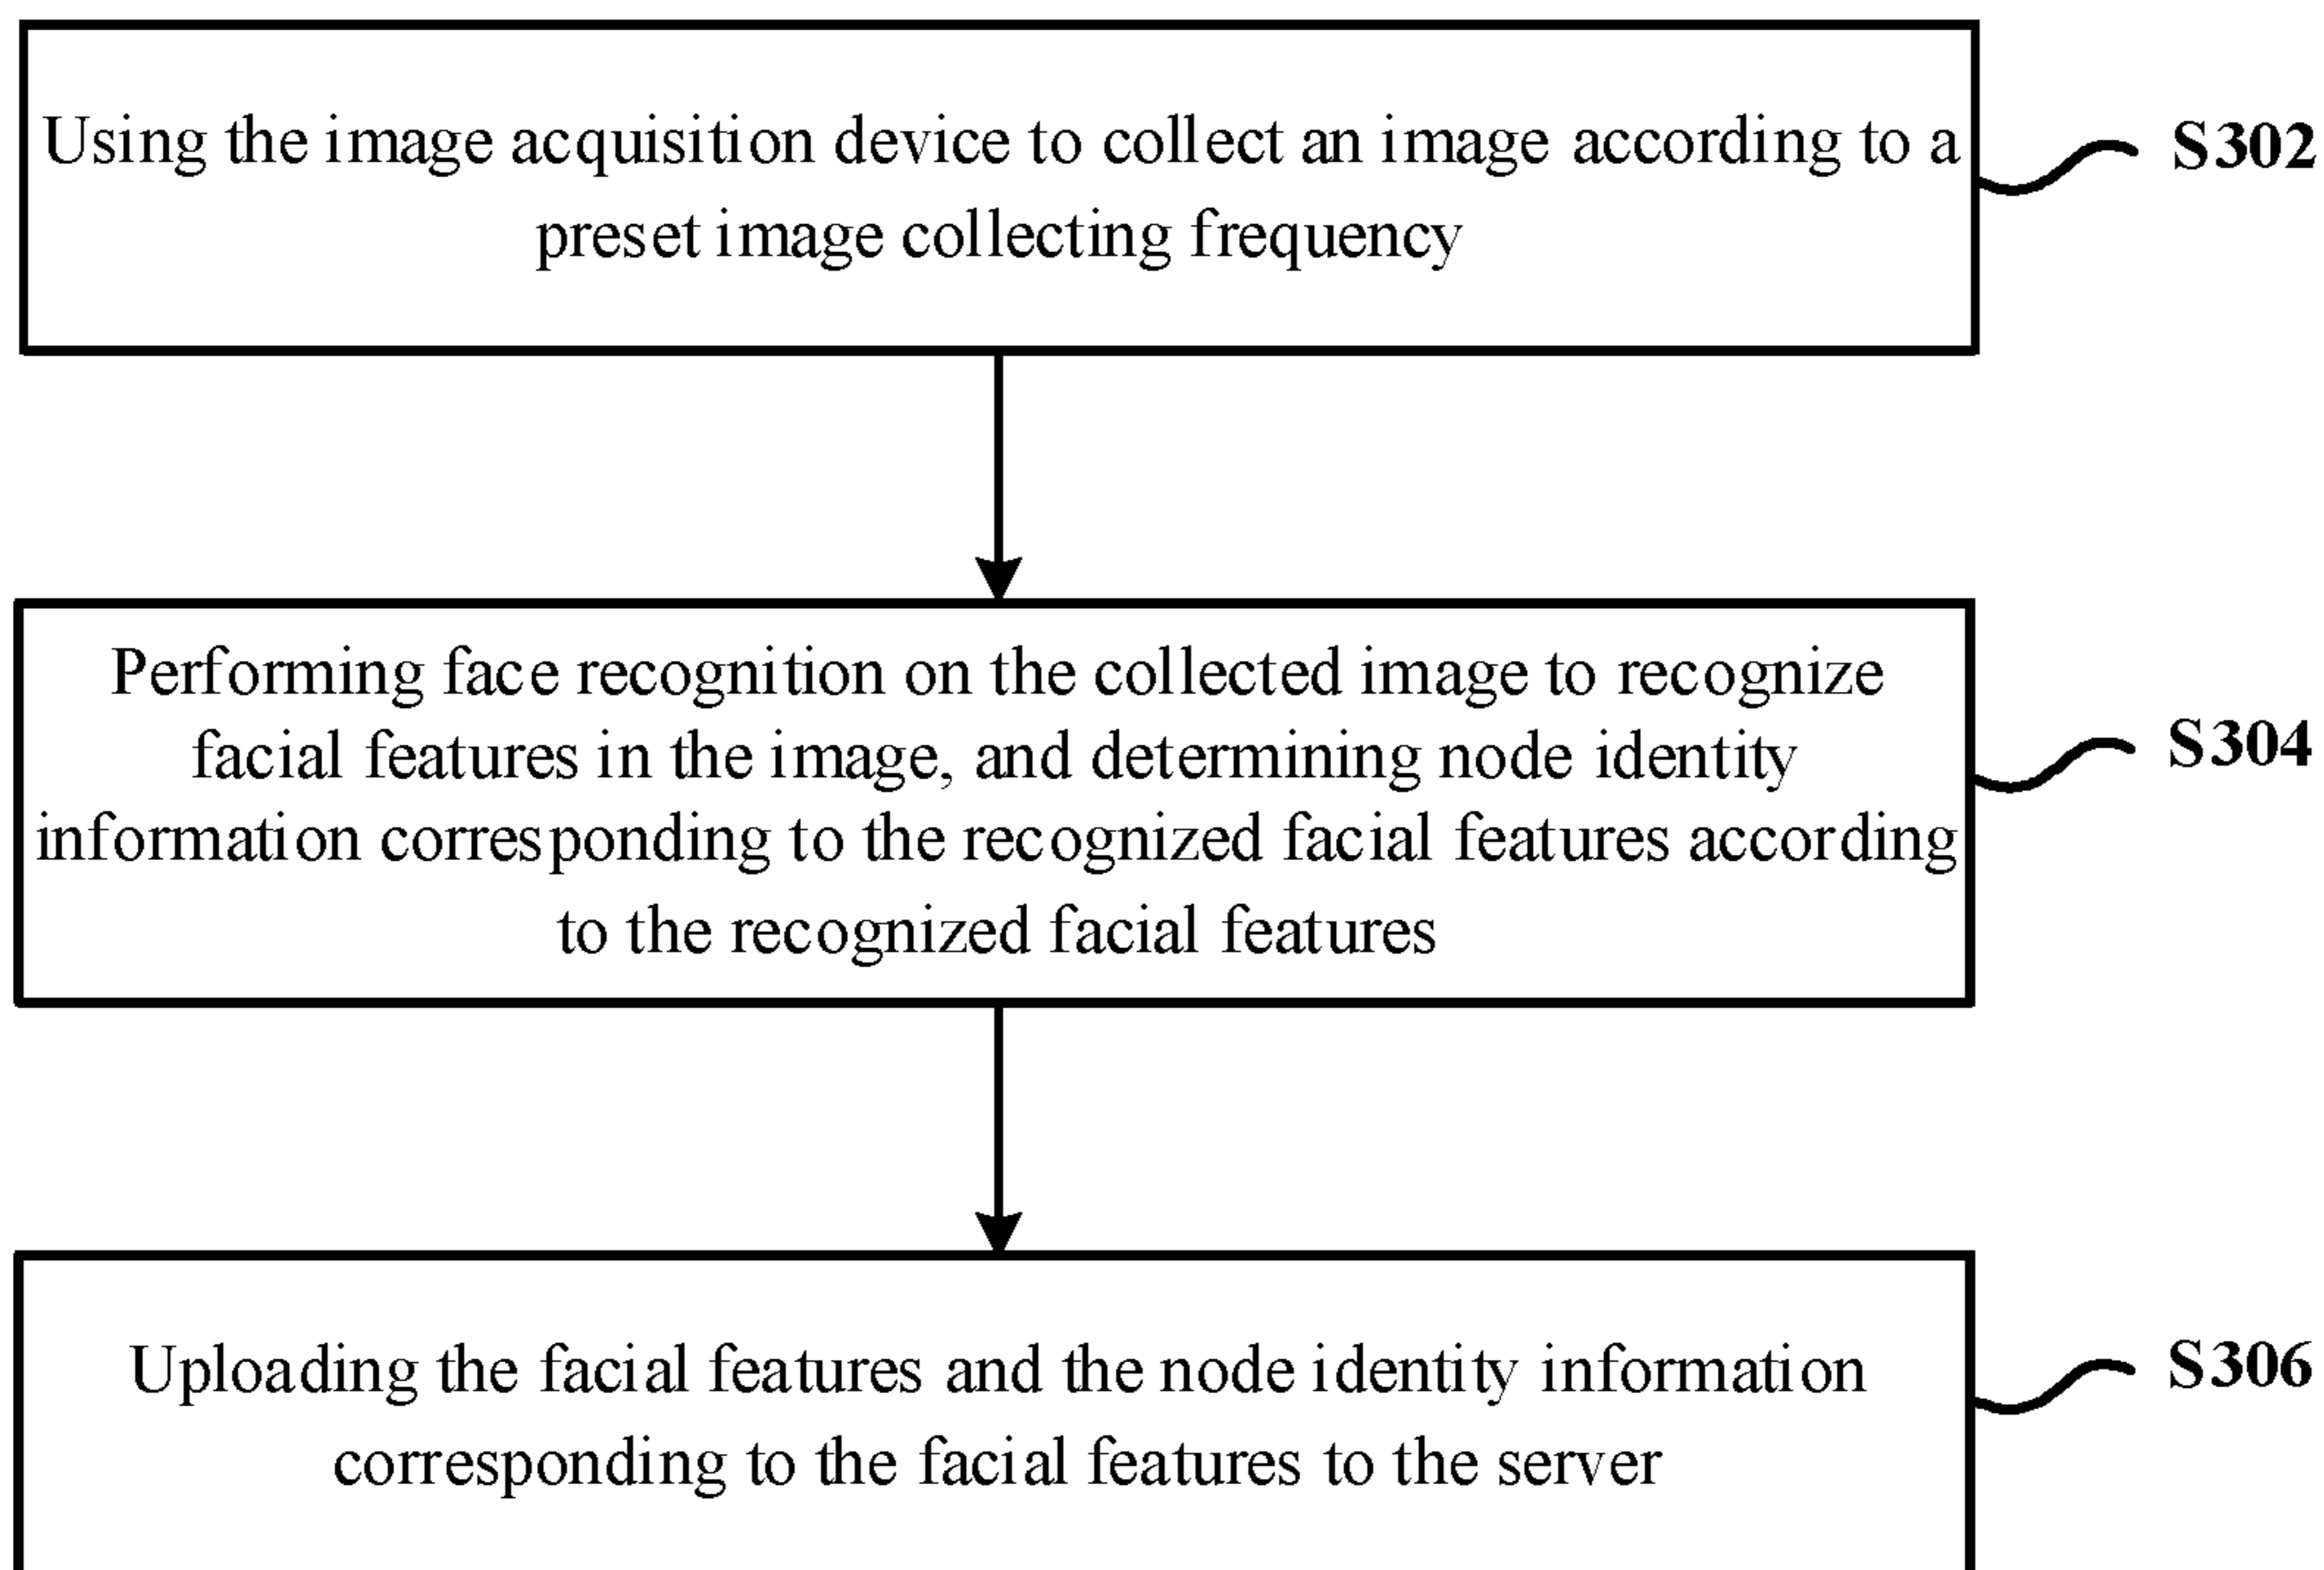 Using the image acquisition device to collect an image according to a
preset image collecting frequency
S302
Performing face recognition on the collected image to recognize
facial features in the image, and determining node identity
information corresponding to the recognized facial features according
to the recognized facial features
S304
Uploading the facial features and the node identity information
corresponding to the facial features to the server
S306